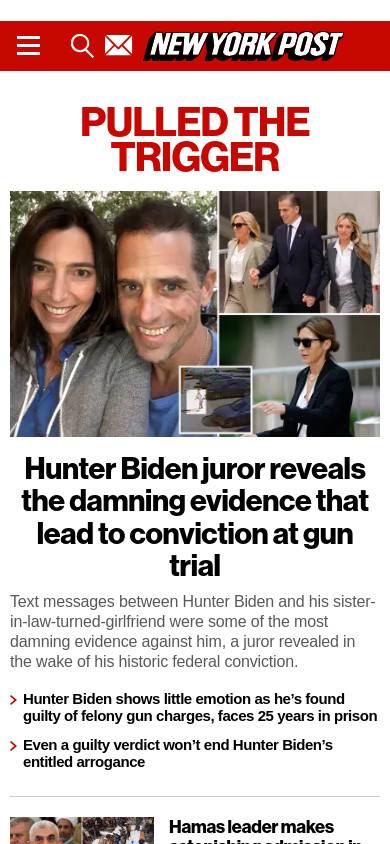 NEW YORK POST
PULLED THE
TRIGGER
Hunter Biden juror reveals
the damning evidence that
lead to conviction at gun
trial
Text messages between Hunter Biden and his sister-
in-law-turned-girlfriend were some of the most
damning evidence against him, a juror revealed in
the wake of his historic federal conviction.
Hunter Biden shows little emotion as he’s found
guilty of felony gun charges, faces 25 years in prison
Even a guilty verdict won’t end Hunter Biden’s
entitled arrogance
Hamas leader makes
astonishing admission in